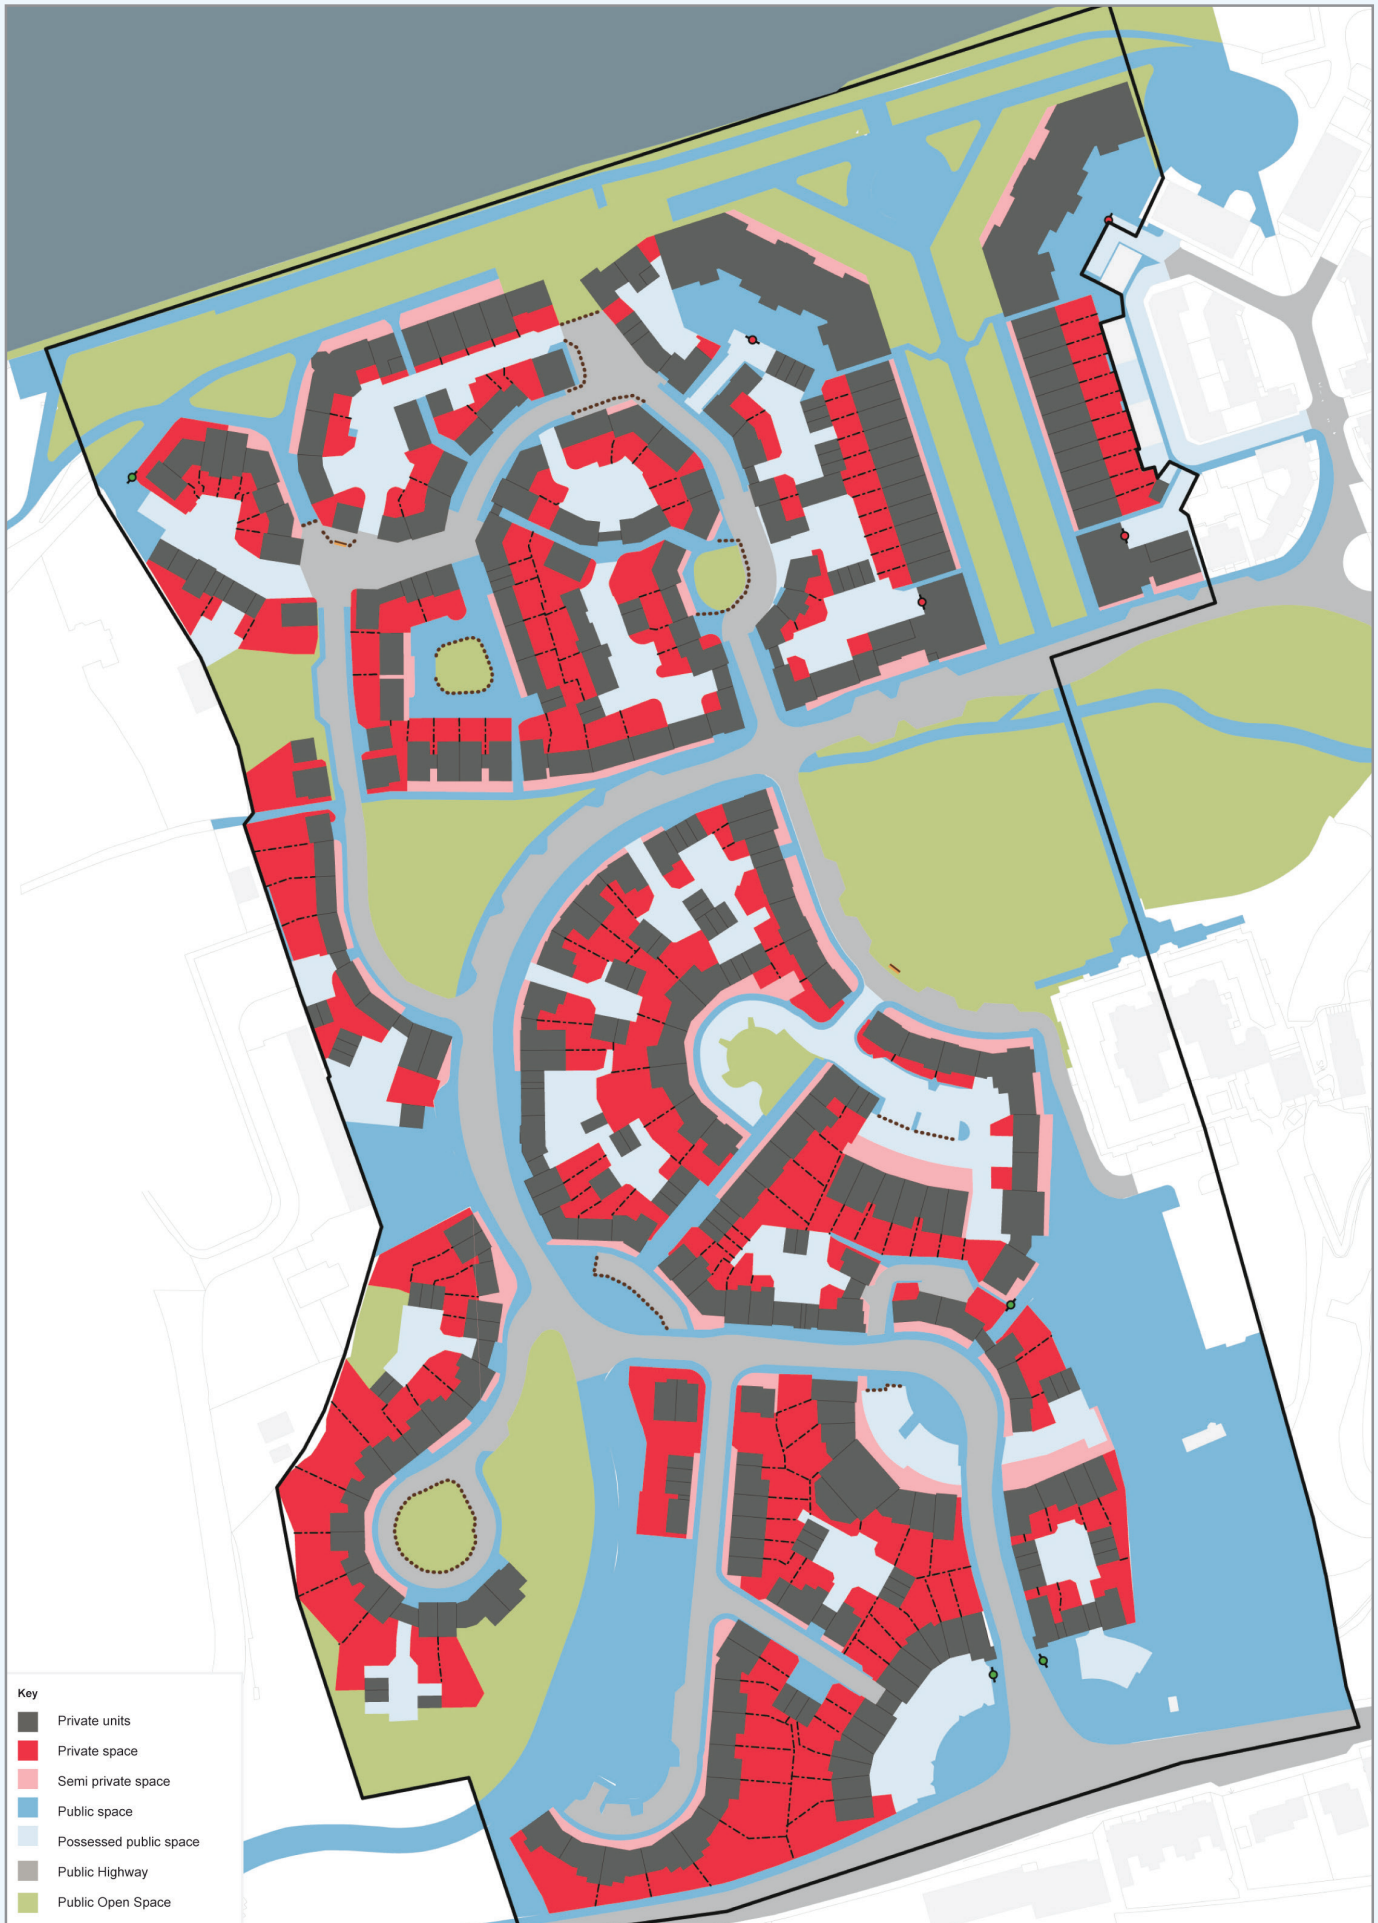 Key
Private units
Private space
Semi private space
Public space
Possessed public space
Public Highway
Public Open Space